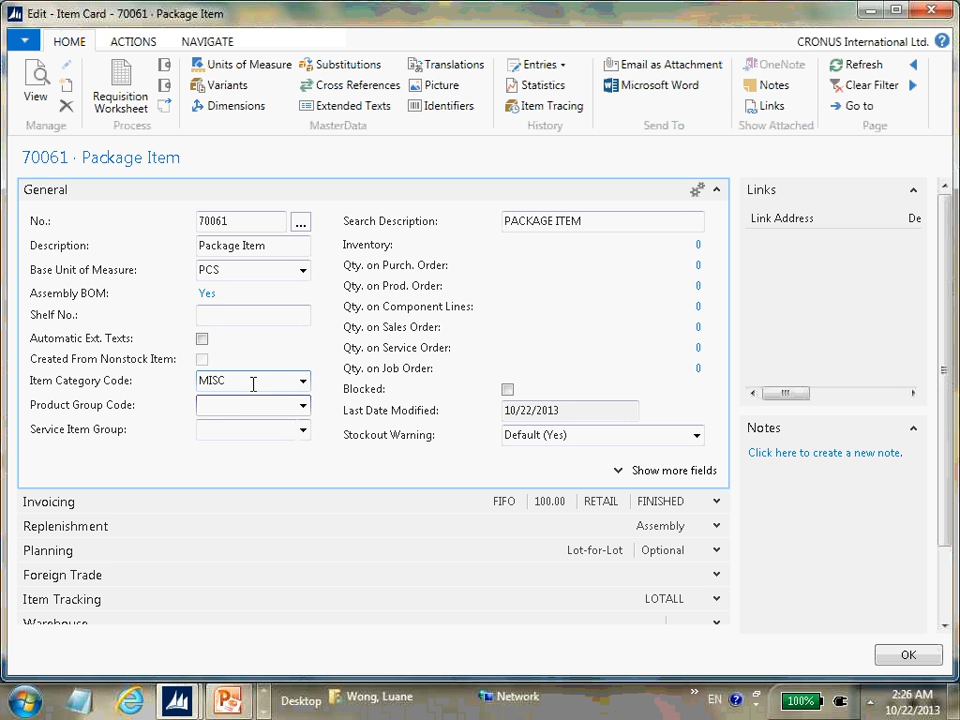 Edit - Item Card - 70061 · Package Item
HOME ACTIONS NAVIGATE CRONUS International Ltd.
View
Manage
Requisition Worksheet
Process
Units of Measure Substitutions Translations
Variants Cross References Picture
Dimensions Extended Texts Identifiers
MasterData
Entries
Statistics
Item Tracing
History
Email as Attachment
Microsoft Word
Send To
OneNote
Notes
Links
Show Attached
Refresh
Clear Filter
Go to
Page
70061 · Package Item
General
No.: 70061 ...
Description: Package Item
Base Unit of Measure: PCS
Assembly BOM: Yes
Shelf No.:
Automatic Ext. Texts:
Created From Nonstock Item:
Item Category Code: MISC
Product Group Code:
Service Item Group:
Search Description: PACKAGE ITEM
Inventory: 0
Qty. on Purch. Order: 0
Qty. on Prod. Order: 0
Qty. on Component Lines: 0
Qty. on Sales Order: 0
Qty. on Service Order: 0
Qty. on Job Order: 0
Blocked:
Last Date Modified: 10/22/2013
Stockout Warning: Default (Yes)
Show more fields
Invoicing FIFO 100.00 RETAIL FINISHED
Replenishment Assembly
Planning Lot-for-Lot Optional
Foreign Trade
Item Tracking LOTALL
Warehouse
Links
Link Address De
Notes
Click here to create a new note.
OK
Desktop Wong, Luane Network EN 100% 2:26 AM
10/22/2013